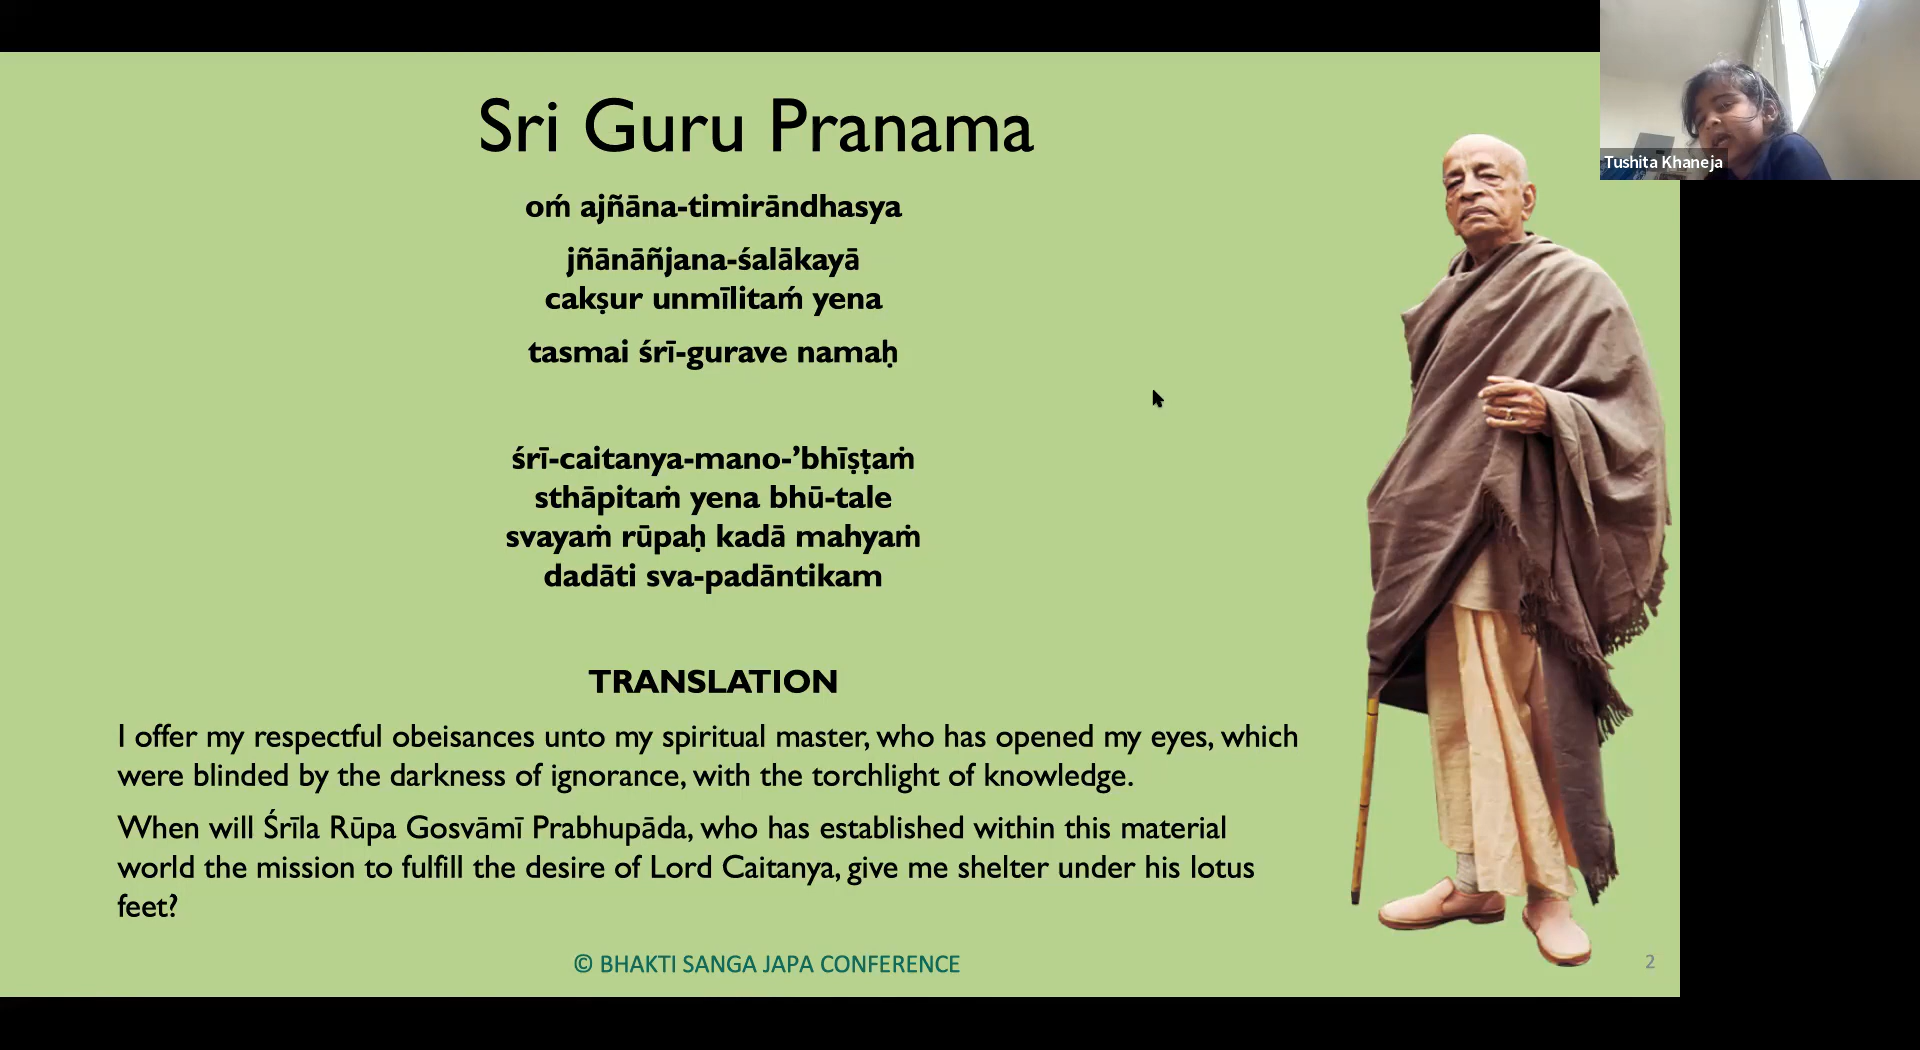 Sri Guru Pranama
oḿ ajñāna-timirāndhasya
jñānāñjana-śalākayā
cakṣur unmīlitaḿ yena
tasmai śrī-gurave namaḥ
śrī-caitanya-mano-’bhīṣṭaṁ
sthāpitaṁ yena bhū-tale
svayaṁ rūpaḥ kadā mahyaṁ
dadāti sva-padāntikam
TRANSLATION
I offer my respectful obeisances unto my spiritual master, who has opened my eyes, which
were blinded by the darkness of ignorance, with the torchlight of knowledge.
When will Śrīla Rūpa Gosvāmī Prabhupāda, who has established within this material
world the mission to fulfill the desire of Lord Caitanya, give me shelter under his lotus
feet?
© BHAKTI SANGA JAPA CONFERENCE
2
Tushita Khaneja